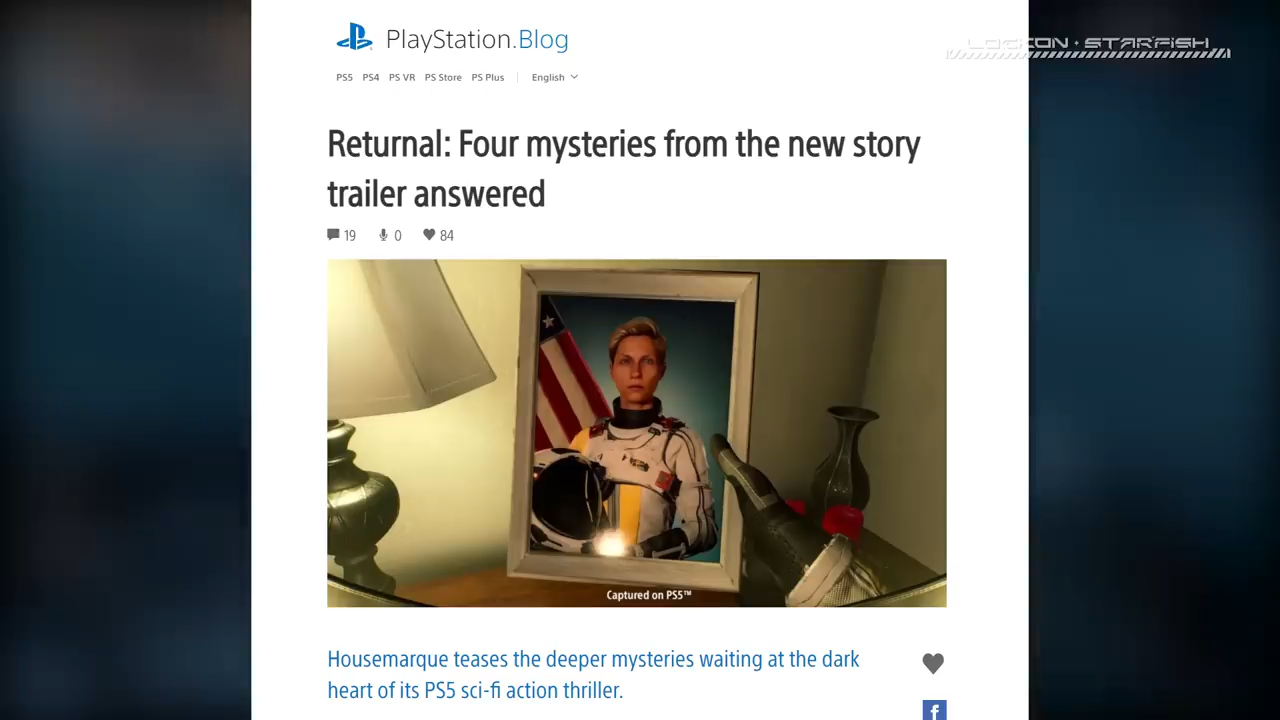 PlayStation.Blog
LOCKON · STARFISH
PS5 PS4 PS VR PS Store PS Plus English
Returnal: Four mysteries from the new story
trailer answered
19 0 84
Captured on PS5™
Housemarque teases the deeper mysteries waiting at the dark
heart of its PS5 sci-fi action thriller.
f